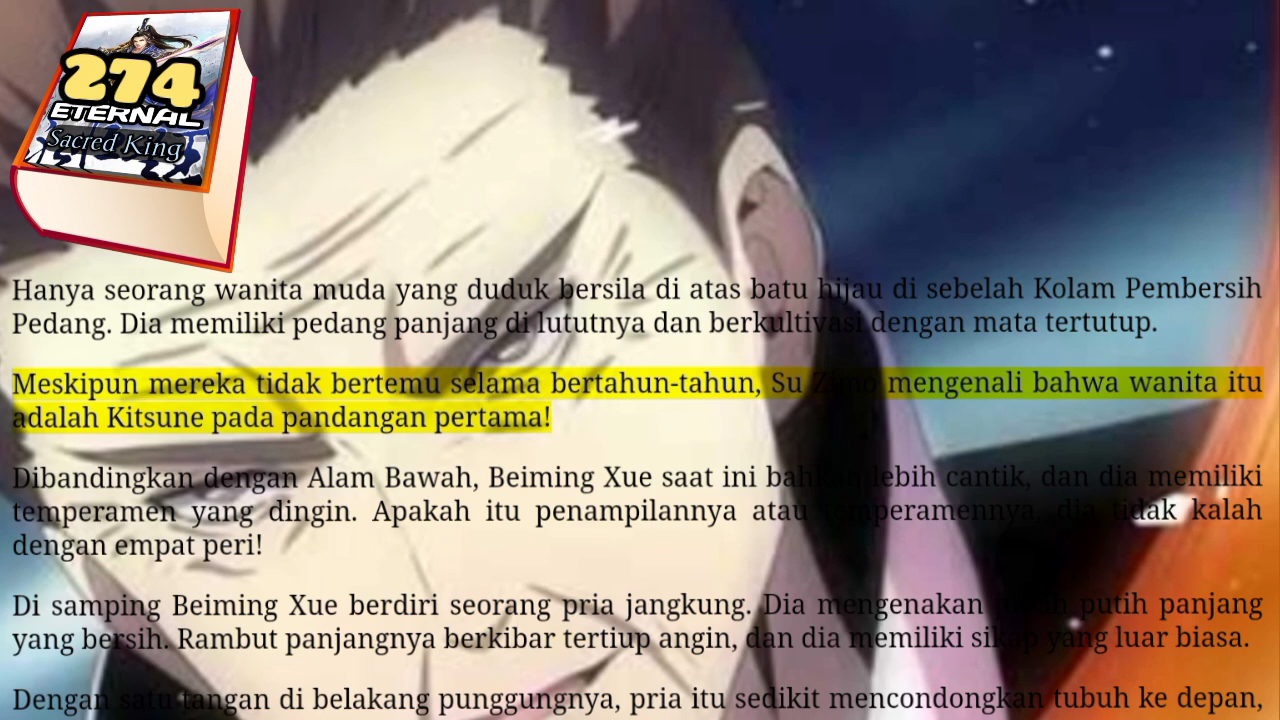 274
ETERNAL
Sacred King
Hanya seorang wanita muda yang duduk bersila di atas batu hijau di sebelah Kolam Pembersih
Pedang. Dia memiliki pedang panjang di lututnya dan berkultivasi dengan mata tertutup.
Meskipun mereka tidak bertemu selama bertahun-tahun, Su Zimo mengenali bahwa wanita itu
adalah Kitsune pada pandangan pertama!
Dibandingkan dengan Alam Bawah, Beiming Xue saat ini bahkan lebih cantik, dan dia memiliki
temperamen yang dingin. Apakah itu penampilannya atau temperamennya, dia tidak kalah
dengan empat peri!
Di samping Beiming Xue berdiri seorang pria jangkung. Dia mengenakan jubah putih panjang
yang bersih. Rambut panjangnya berkibar tertiup angin, dan dia memiliki sikap yang luar biasa.
Dengan satu tangan di belakang punggungnya, pria itu sedikit mencondongkan tubuh ke depan,